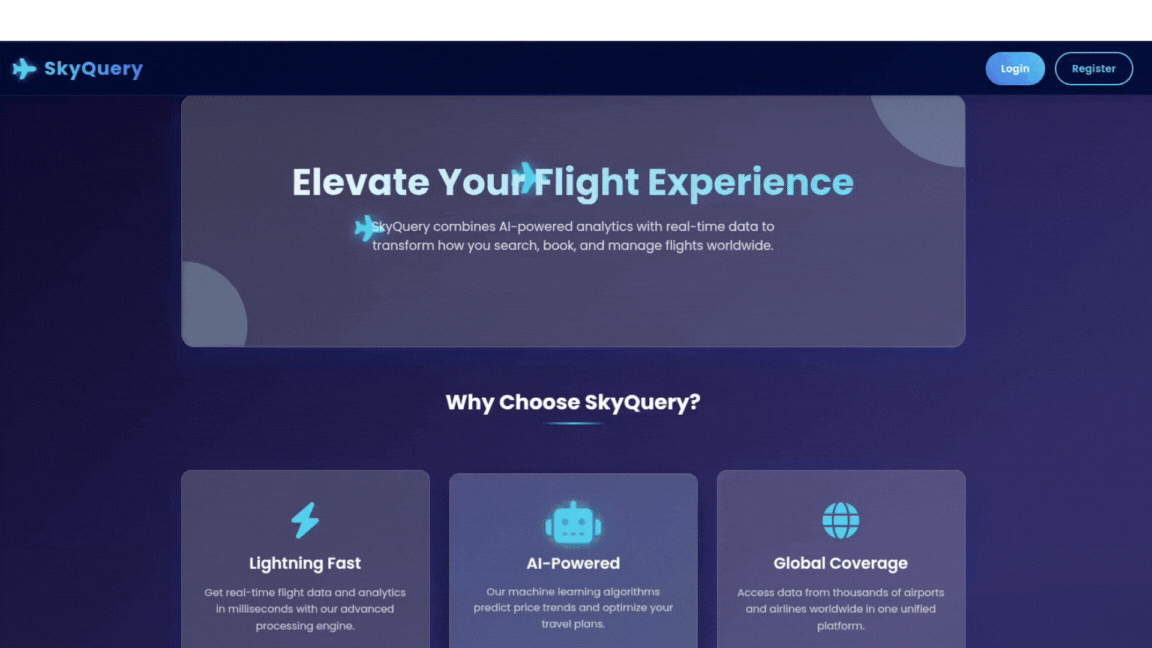 SkyQuery
Login
Register
Elevate Your Flight Experience
SkyQuery combines AI-powered analytics with real-time data to
transform how you search, book, and manage flights worldwide.
Why Choose SkyQuery?
Lightning Fast
Get real-time flight data and analytics
in milliseconds with our advanced
processing engine.
AI-Powered
Our machine learning algorithms
predict price trends and optimize your
travel plans.
Global Coverage
Access data from thousands of airports
and airlines worldwide in one unified
platform.